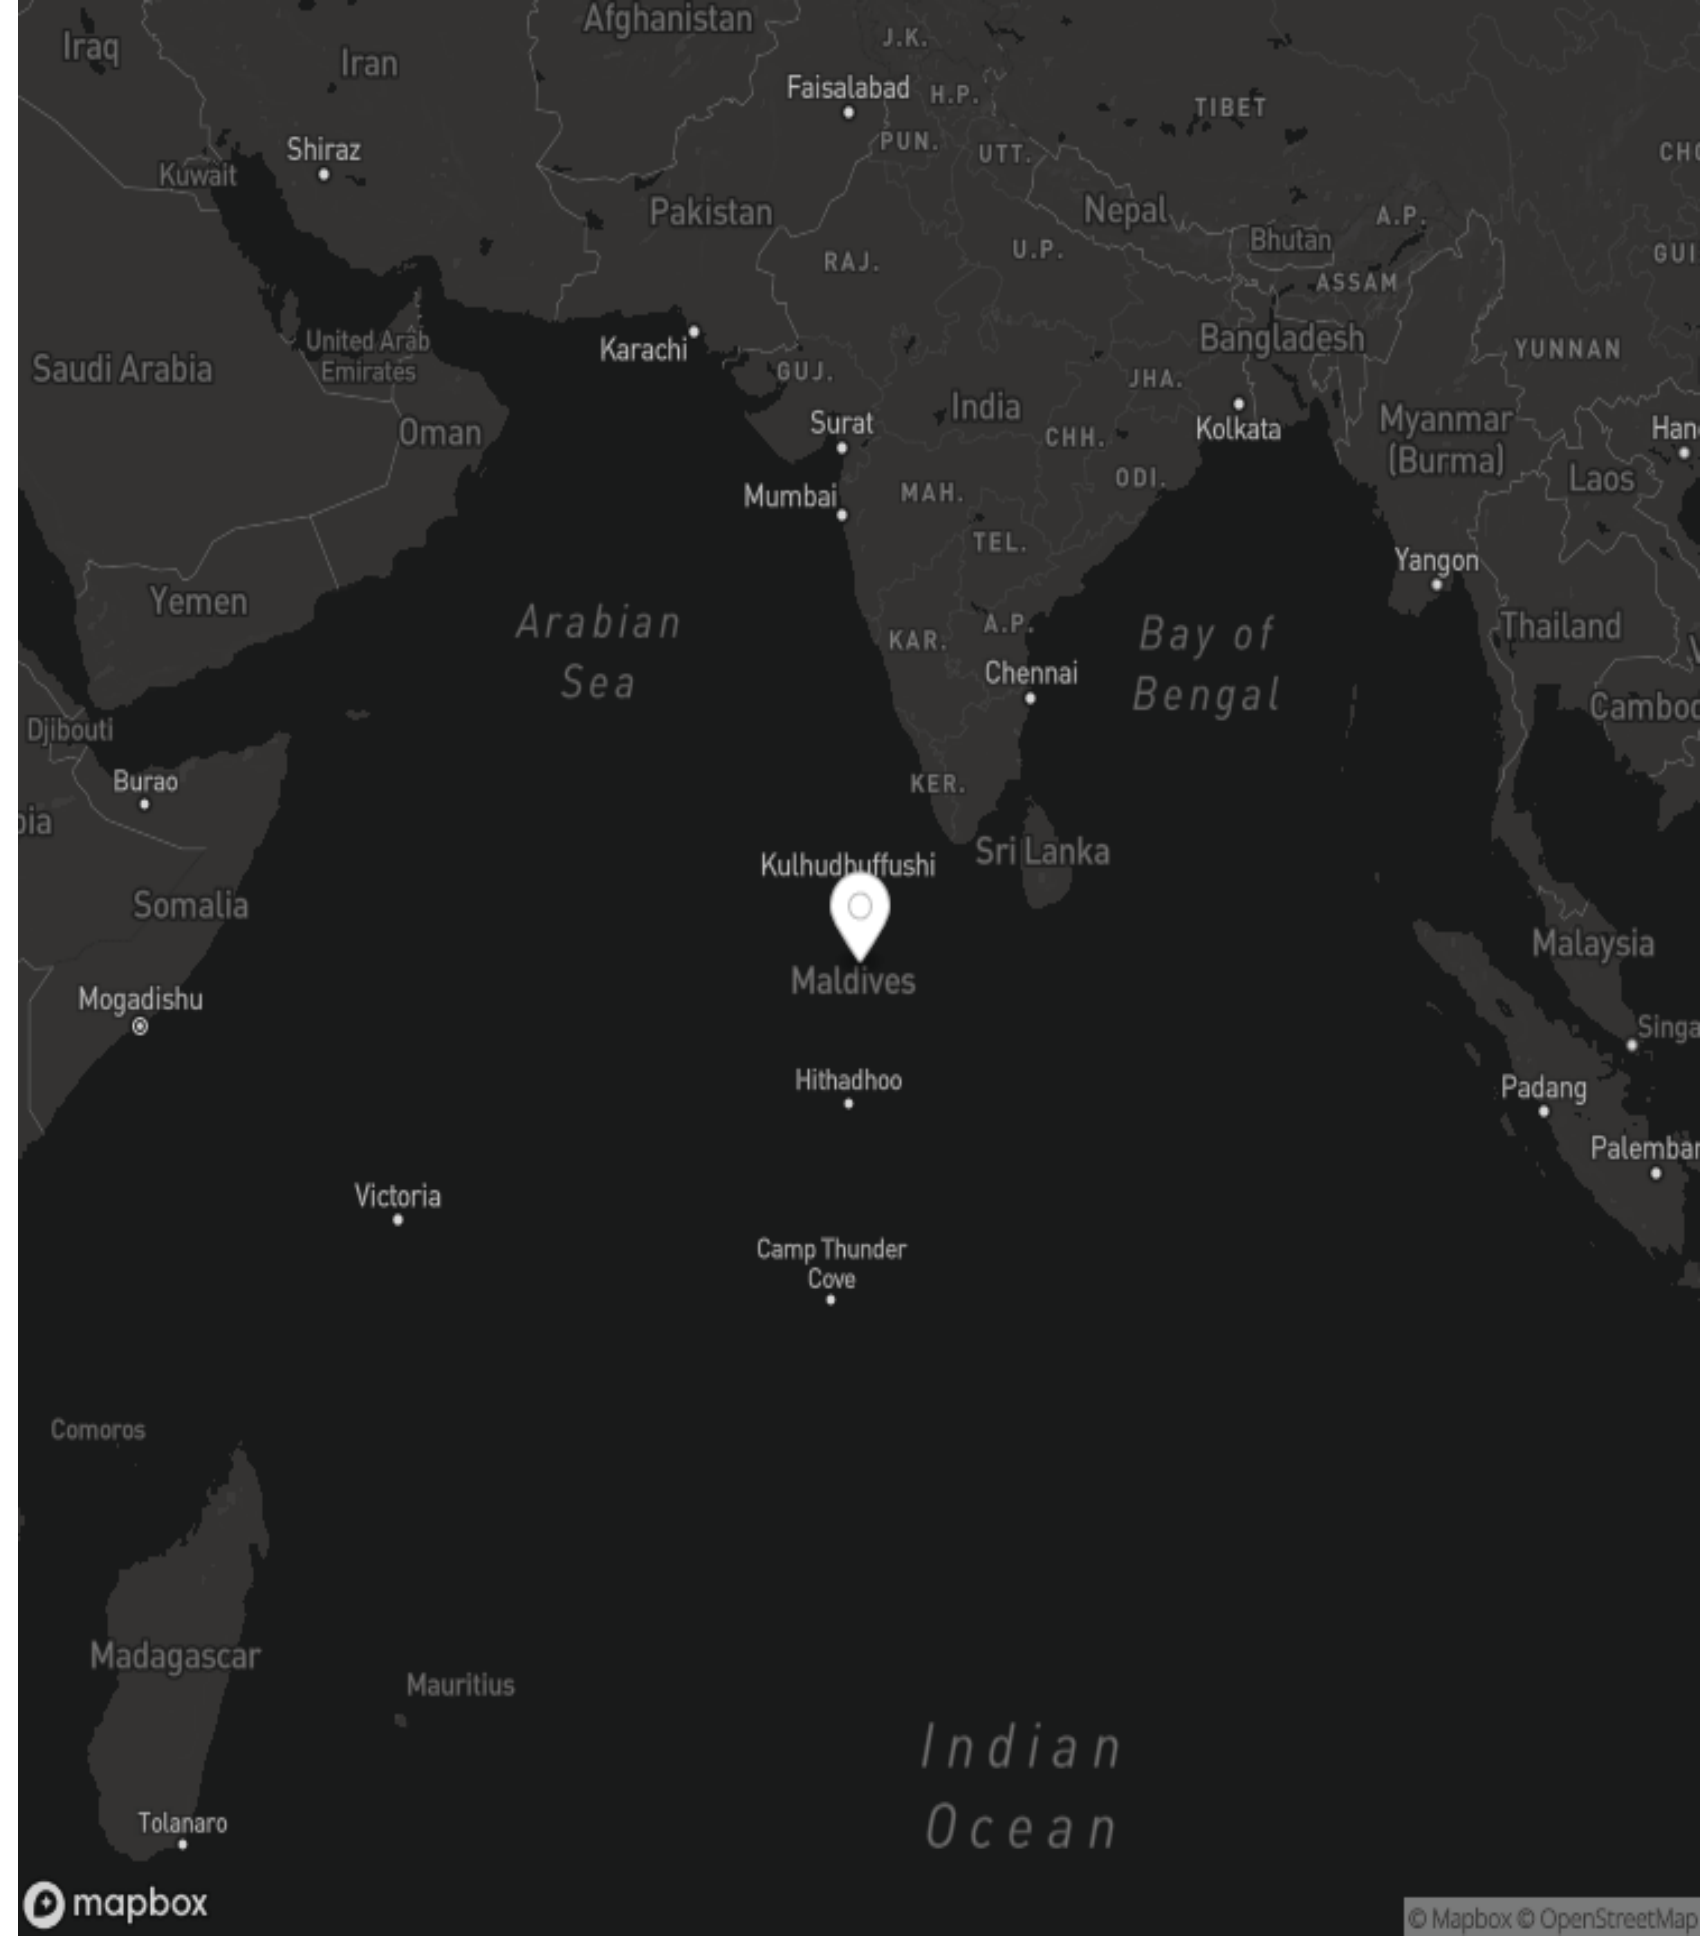 Afghanistan
Iraq
Iran
J.K.
Faisalabad
H.P.
TIBET
Shiraz
PUN.
UTT.
CHO
Kuwait
Pakistan
Nepal
A.P.
Bhutan
RAJ.
U.P.
GUI
ASSAM
United Arab
Emirates
Karachi
Bangladesh
YUNNAN
Saudi Arabia
GUJ.
JHA.
India
Oman
Surat
CHH.
Kolkata
Myanmar
(Burma)
Han
Laos
ODI.
Mumbai
MAH.
TEL.
Yangon
Yemen
Arabian
Sea
A.P.
KAR.
Bay of
Bengal
Thailand
V
Chennai
Cambod
Djibouti
Burao
KER.
bia
Kulhudhuffushi
Sri Lanka
Somalia
Malaysia
Maldives
Mogadishu
Singa
Hithadhoo
Padang
Palembar
Victoria
Camp Thunder
Cove
Comoros
Madagascar
Mauritius
Indian
Ocean
Tolanaro
mapbox
© Mapbox © OpenStreetMap